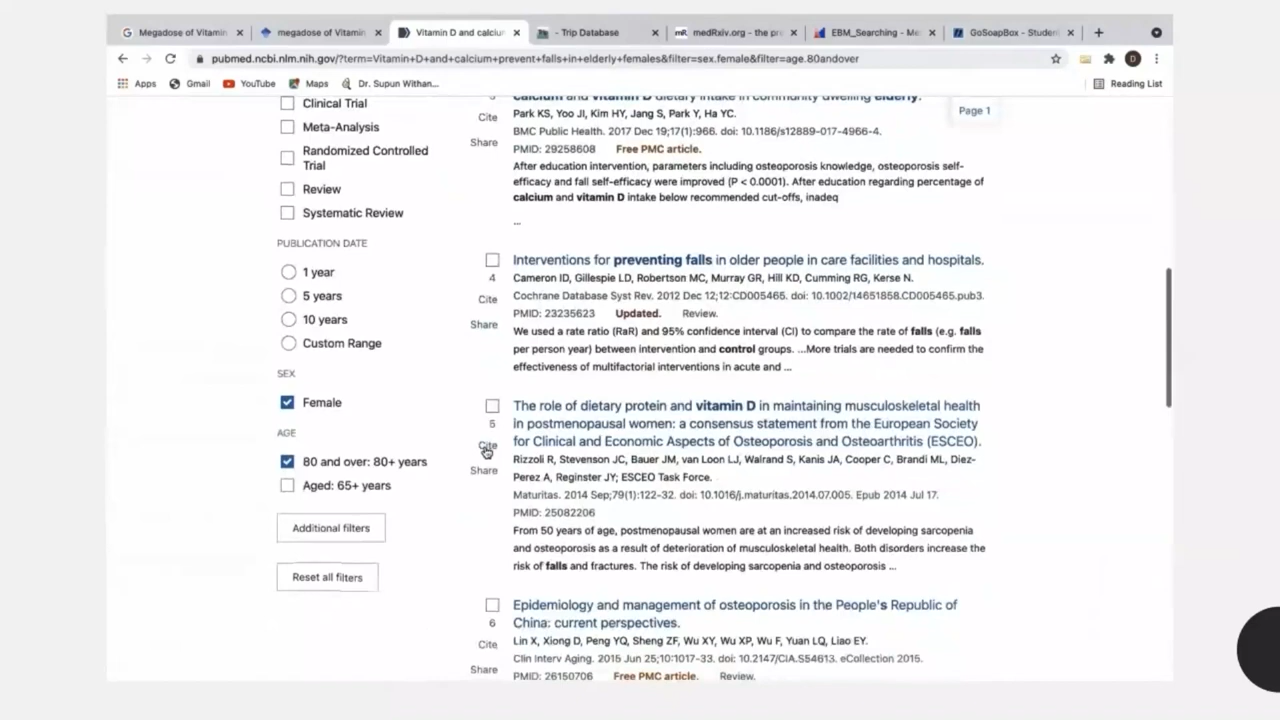 Megadose of Vitamin
megadose of Vitamin
Vitamin D and calciu
- Trip Database
medRxiv.org - the pr
EBM_Searching - Me
GoSoapBox - Studen
pubmed.ncbi.nlm.nih.gov/?term=Vitamin+D+and+calcium+prevent+falls+in+elderly+females&filter=sex.female&filter=age.80andover
D
Apps
Gmail
YouTube
Maps
Dr. Supun Withan...
Reading List
Clinical Trial
Meta-Analysis
Randomized Controlled
Trial
Review
Systematic Review
PUBLICATION DATE
1 year
5 years
10 years
Custom Range
SEX
Female
AGE
80 and over: 80+ years
Aged: 65+ years
Additional filters
Reset all filters
Page 1
Cite
Share
calcium and vitamin D dietary intake in community dwelling elderly.
Park KS, Yoo JI, Kim HY, Jang S, Park Y, Ha YC.
BMC Public Health. 2017 Dec 19;17(1):966. doi: 10.1186/s12889-017-4966-4.
PMID: 29258608 Free PMC article.
After education intervention, parameters including osteoporosis knowledge, osteoporosis self-
efficacy and fall self-efficacy were improved (P < 0.0001). After education regarding percentage of
calcium and vitamin D intake below recommended cut-offs, inadeq
...
4
Cite
Share
Interventions for preventing falls in older people in care facilities and hospitals.
Cameron ID, Gillespie LD, Robertson MC, Murray GR, Hill KD, Cumming RG, Kerse N.
Cochrane Database Syst Rev. 2012 Dec 12;12:CD005465. doi: 10.1002/14651858.CD005465.pub3.
PMID: 23235623 Updated. Review.
We used a rate ratio (RaR) and 95% confidence interval (CI) to compare the rate of falls (e.g. falls
per person year) between intervention and control groups. ...More trials are needed to confirm the
effectiveness of multifactorial interventions in acute and ...
5
Cite
Share
The role of dietary protein and vitamin D in maintaining musculoskeletal health
in postmenopausal women: a consensus statement from the European Society
for Clinical and Economic Aspects of Osteoporosis and Osteoarthritis (ESCEO).
Rizzoli R, Stevenson JC, Bauer JM, van Loon LJ, Walrand S, Kanis JA, Cooper C, Brandi ML, Diez-
Perez A, Reginster JY; ESCEO Task Force.
Maturitas. 2014 Sep;79(1):122-32. doi: 10.1016/j.maturitas.2014.07.005. Epub 2014 Jul 17.
PMID: 25082206
From 50 years of age, postmenopausal women are at an increased risk of developing sarcopenia
and osteoporosis as a result of deterioration of musculoskeletal health. Both disorders increase the
risk of falls and fractures. The risk of developing sarcopenia and osteoporosis ...
6
Cite
Share
Epidemiology and management of osteoporosis in the People's Republic of
China: current perspectives.
Lin X, Xiong D, Peng YQ, Sheng ZF, Wu XY, Wu XP, Wu F, Yuan LQ, Liao EY.
Clin Interv Aging. 2015 Jun 25;10:1017-33. doi: 10.2147/CIA.S54613. eCollection 2015.
PMID: 26150706 Free PMC article. Review.